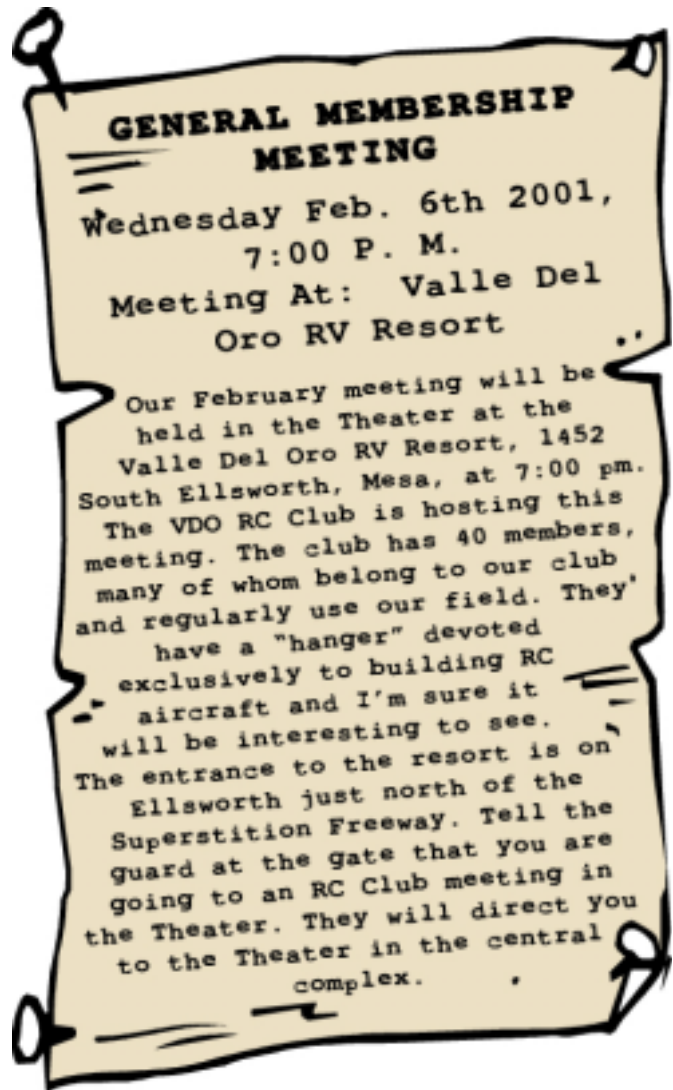 GENERAL MEMBERSHIP
MEETING
Wednesday Feb. 6th 2001,
7:00 P. M.
Meeting At: Valle Del
Oro RV Resort
Our February meeting will be
held in the Theater at the
Valle Del Oro RV Resort, 1452
South Ellsworth, Mesa, at 7:00 pm.
The VDO RC Club is hosting this
meeting. The club has 40 members,
many of whom belong to our club
and regularly use our field. They
have a "hanger" devoted
exclusively to building RC
aircraft and I'm sure it
will be interesting to see.
The entrance to the resort is on
Ellsworth just north of the
Superstition Freeway. Tell the
guard at the gate that you are
going to an RC Club meeting in
the Theater. They will direct you
to the Theater in the central
complex.